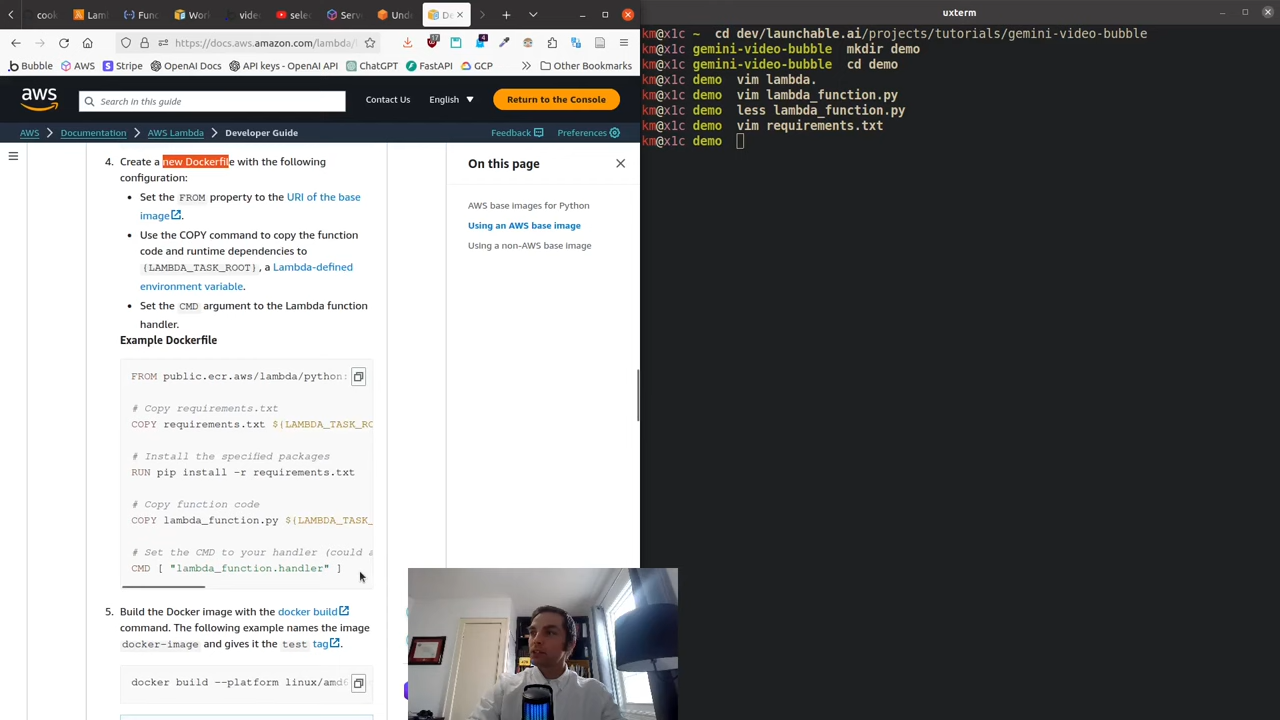 cook
Lam
Fun
Work
vide
selec
Serv
Und
De
uxterm
https://docs.aws.amazon.com/lambda/
Bubble
AWS
Stripe
OpenAI Docs
API keys - OpenAI API
ChatGPT
FastAPI
GCP
Other Bookmarks
aws
Search in this guide
Contact Us
English
Return to the Console
AWS
Documentation
AWS Lambda
Developer Guide
Feedback
Preferences
4. Create a new Dockerfile with the following
configuration:
• Set the FROM property to the URI of the base
image.
• Use the COPY command to copy the function
code and runtime dependencies to
{LAMBDA_TASK_ROOT}, a Lambda-defined
environment variable.
• Set the CMD argument to the Lambda function
handler.
Example Dockerfile
FROM public.ecr.aws/lambda/python:
# Copy requirements.txt
COPY requirements.txt ${LAMBDA_TASK_RO
# Install the specified packages
RUN pip install -r requirements.txt
# Copy function code
COPY lambda_function.py ${LAMBDA_TASK_
# Set the CMD to your handler (could a
CMD [ "lambda_function.handler" ]
5. Build the Docker image with the docker build
command. The following example names the image
docker-image and gives it the test tag.
docker build --platform linux/amd6
On this page
AWS base images for Python
Using an AWS base image
Using a non-AWS base image
km@x1c ~ cd dev/launchable.ai/projects/tutorials/gemini-video-bubble
km@x1c gemini-video-bubble mkdir demo
km@x1c gemini-video-bubble cd demo
km@x1c demo vim lambda.
km@x1c demo vim lambda_function.py
km@x1c demo less lambda_function.py
km@x1c demo vim requirements.txt
km@x1c demo